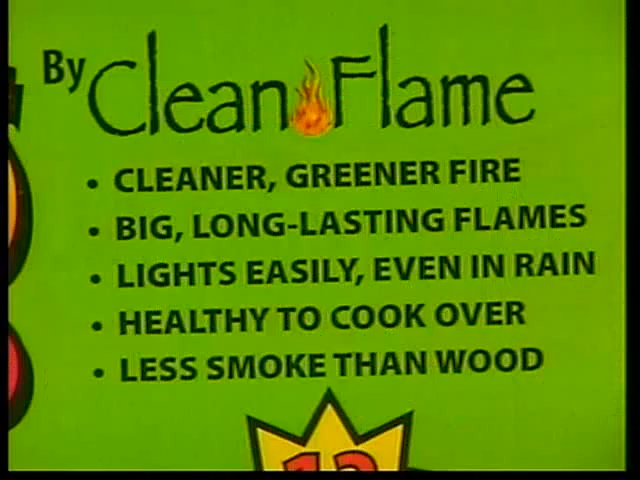 By Clean Flame
• CLEANER, GREENER FIRE
• BIG, LONG-LASTING FLAMES
• LIGHTS EASILY, EVEN IN RAIN
• HEALTHY TO COOK OVER
• LESS SMOKE THAN WOOD